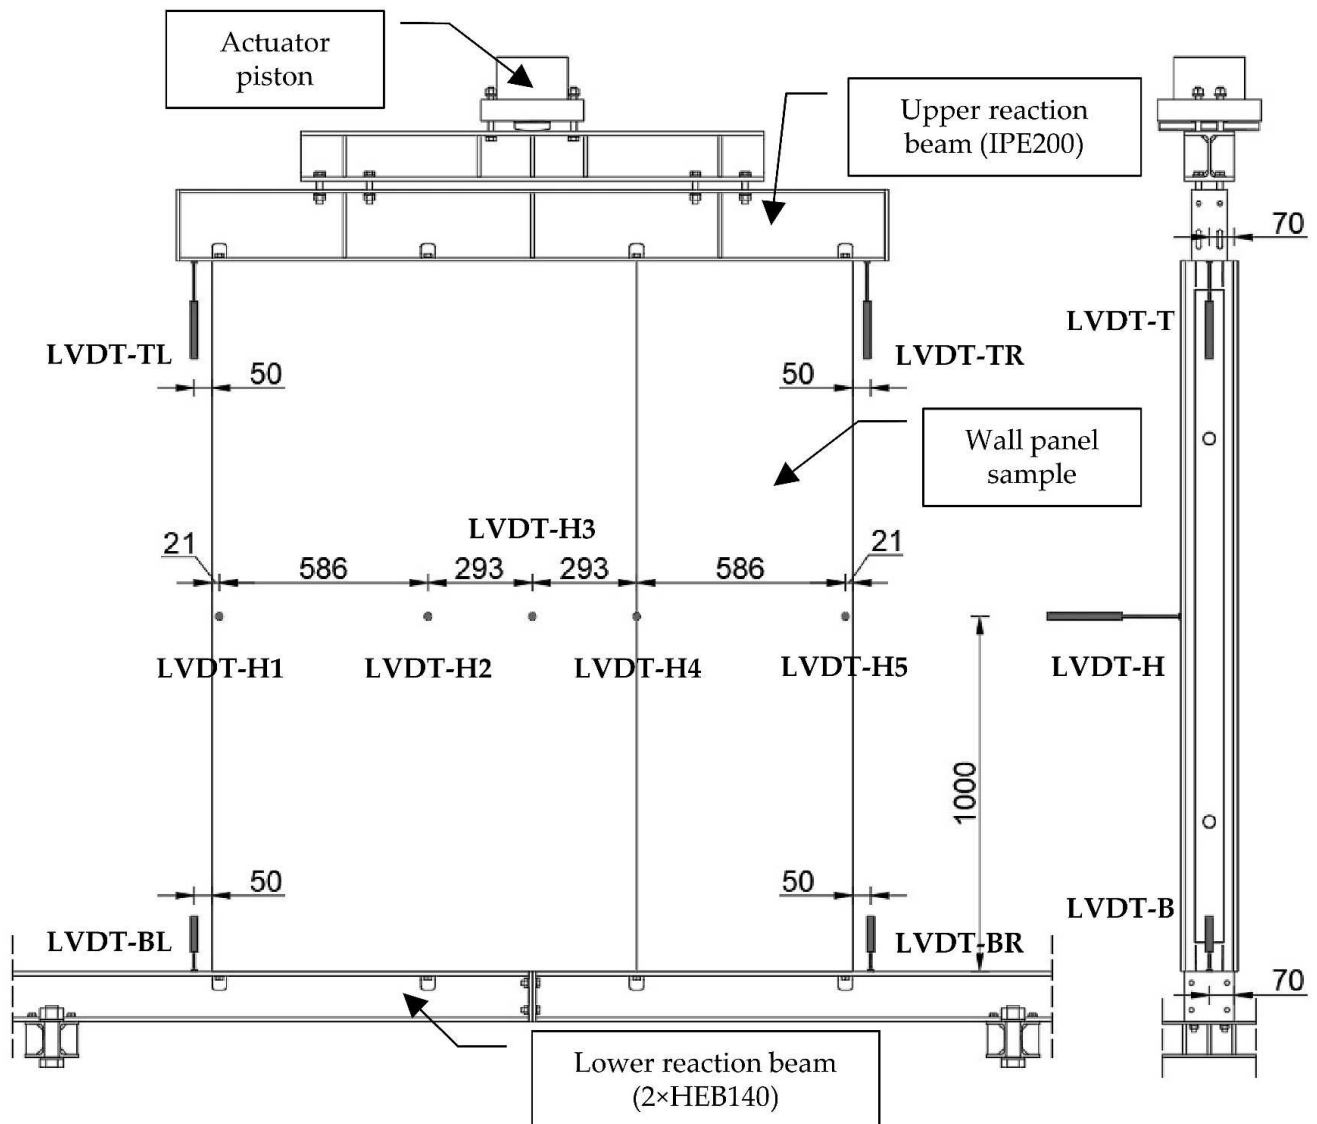 Actuator
piston
Upper reaction
beam (IPE200)
70
LVDT-TL
LVDT-TR
LVDT-T
50
50
Wall panel
sample
LVDT-H3
21
586
293
293
586
21
LVDT-H1
LVDT-H2
LVDT-H4
LVDT-H5
LVDT-H
1000
50
50
LVDT-B
LVDT-BL
LVDT-BR
70
Lower reaction beam
(2×HEB140)